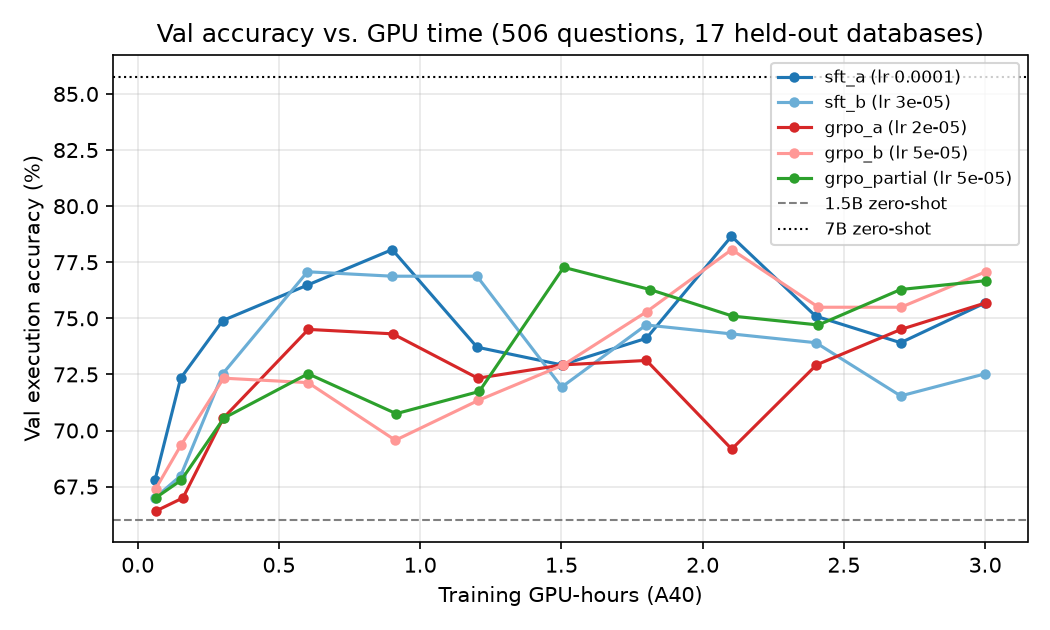 Val accuracy vs. GPU time (506 questions, 17 held-out databases)
85.0
82.5
80.0
77.5
75.0
72.5
70.0
67.5
Val execution accuracy (%)
sft_a (lr 0.0001)
sft_b (lr 3e-05)
grpo_a (lr 2e-05)
grpo_b (lr 5e-05)
grpo_partial (lr 5e-05)
1.5B zero-shot
7B zero-shot
0.0 0.5 1.0 1.5 2.0 2.5 3.0
Training GPU-hours (A40)